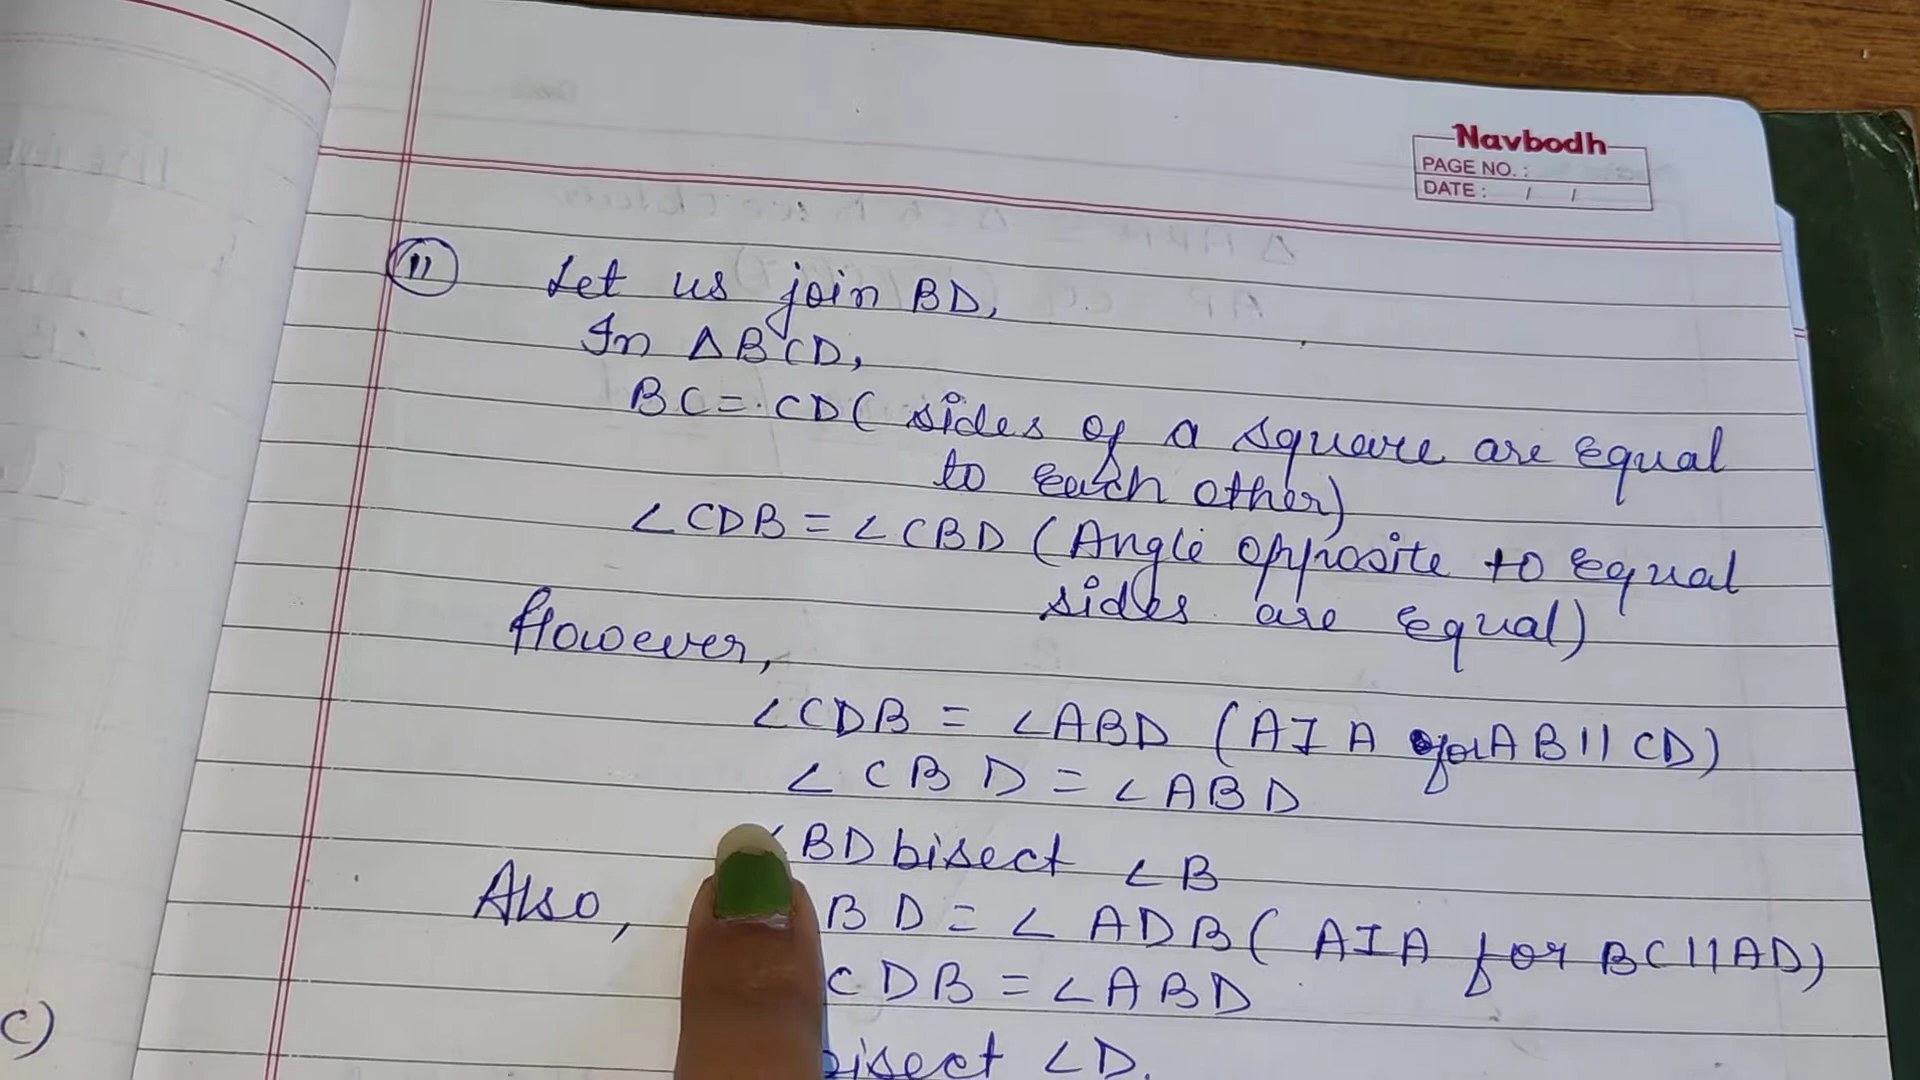 Navbodh
PAGE NO. :
DATE : / /
(ii) Let us join BD,
In ΔBCD,
BC = CD ( sides of a square are equal
to each other)
∠CDB = ∠CBD (Angle opposite to equal
sides are equal)
However,
∠CDB = ∠ABD (AIA for AB || CD)
∠CBD = ∠ABD
∠BD bisect ∠B
Also, BD = ∠ADB ( AIA for BC || AD)
CDB = ∠ABD
bisect ∠D.
c)